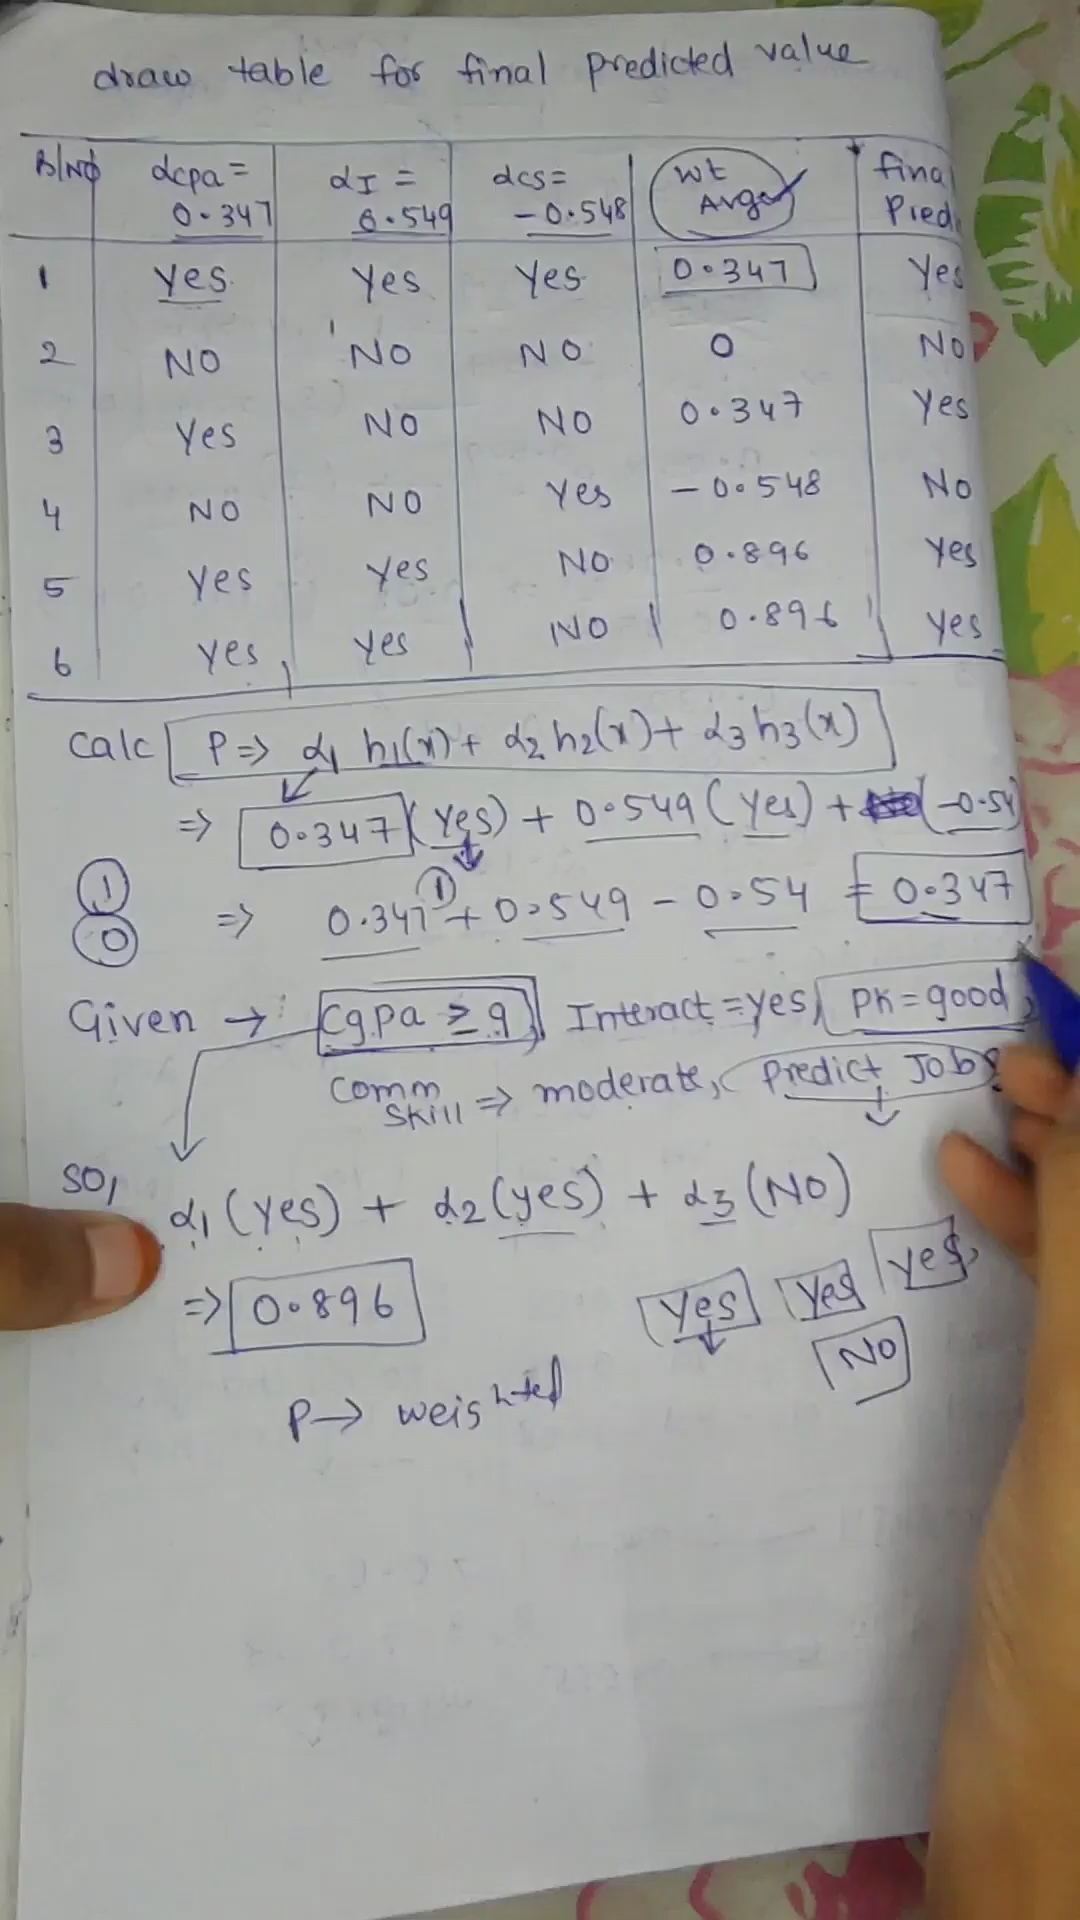 draw table for final predicted value
S/No αcpa = 0.347 αI = 0.549 αcs = -0.548 Wt Avge final Pred
1 Yes Yes Yes 0.347 Yes
2 NO NO NO 0 NO
3 Yes NO NO 0.347 Yes
4 NO NO Yes -0.548 NO
5 Yes Yes NO 0.896 Yes
6 Yes Yes NO 0.896 Yes
Calc P => α1 h1(x) + α2 h2(x) + α3 h3(x)
=> 0.347 (Yes) + 0.549 (Yes) + (-0.54
1
0
=> 0.347 + 0.549 - 0.54 = 0.347
1
Given → Cgpa ≥ 9, Interact = yes, PK = good,
Comm Skill => moderate, Predict Job
SO, α1 (Yes) + α2 (yes) + α3 (NO)
=> 0.896
Yes Yes Yes,
NO
P → weighted